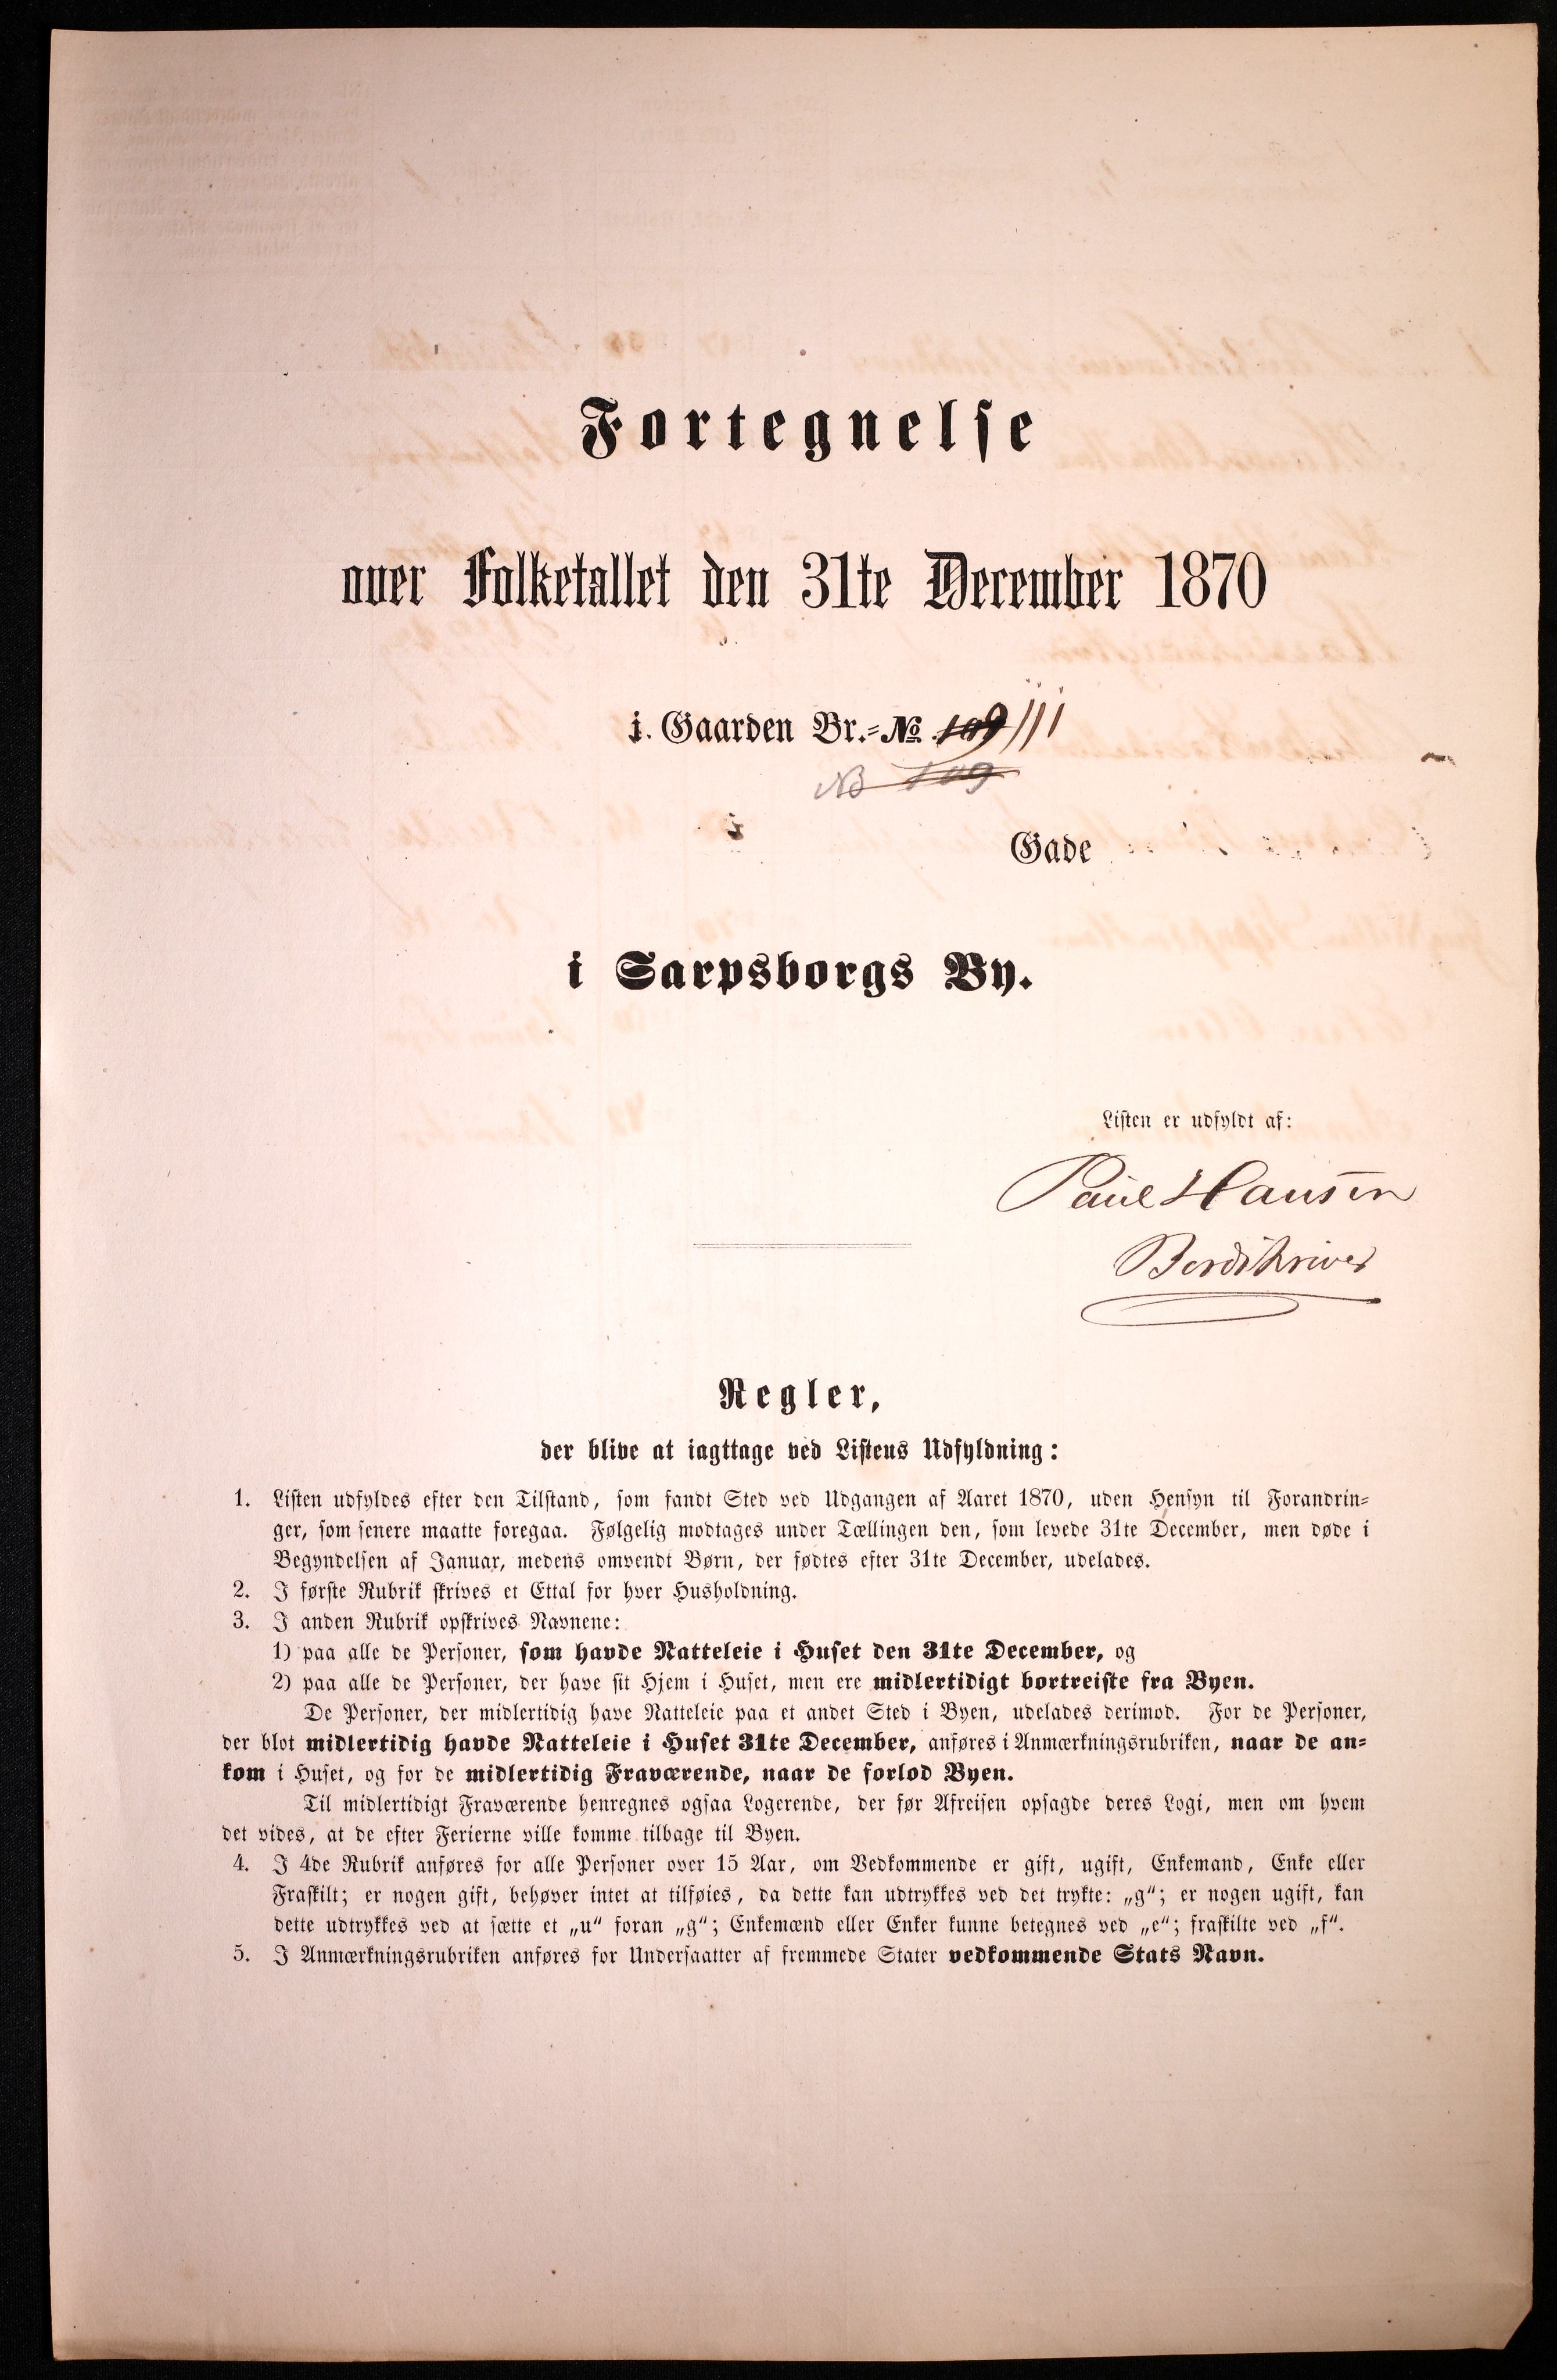 Fortegnelse
over Folketallet den 31te December 1870
i Gaarden Br.=№ 109 111
No 109
Gade
i Sarpsborgs By.
Listen er udfyldt af:
Paul Hansen
Bordskriver
Regler,
der blive at iagttage ved Listens Udfyldning:
1. Listen udfyldes efter den Tilstand, som fandt Sted ved Udgangen af Aaret 1870, uden Hensyn til Forandrin=
ger, som senere maatte foregaa. Følgelig modtages under Tællingen den, som levede 31te December, men døde i
Begyndelsen af Januar, medens omvendt Børn, der fødtes efter 31te December, udelades.
2. I første Rubrik skrives et Ettal for hver Husholdning.
3. I anden Rubrik opskrives Navnene:
1) paa alle de Personer, som havde Natteleie i Huset den 31te December, og
2) paa alle de Personer, der have sit Hjem i Huset, men ere midlertidigt bortreiste fra Byen.
De Personer, der midlertidig have Natteleie paa et andet Sted i Byen, udelades derimod. For de Personer,
der blot midlertidig havde Natteleie i Huset 31te December, anføres i Anmærkningsrubriken, naar de an=
kom i Huset, og for de midlertidig Fraværende, naar de forlod Byen.
Til midlertidigt Fraværende henregnes ogsaa Logerende, der før Afreisen opsagde deres Logi, men om hvem
det vides, at de efter Ferierne ville komme tilbage til Byen.
4. I 4de Rubrik anføres for alle Personer over 15 Aar, om Vedkommende er gift, ugift, Enkemand, Enke eller
Fraskilt; er nogen gift, behøver intet at tilføies, da dette kan udtrykkes ved det trykte: „g“; er nogen ugift, kan
dette udtrykkes ved at sætte et „u“ foran „g“; Enkemænd eller Enker kunne betegnes ved „e“; fraskilte ved „f“.
5. I Anmærkningsrubriken anføres for Undersaatter af fremmede Stater vedkommende Stats Navn.